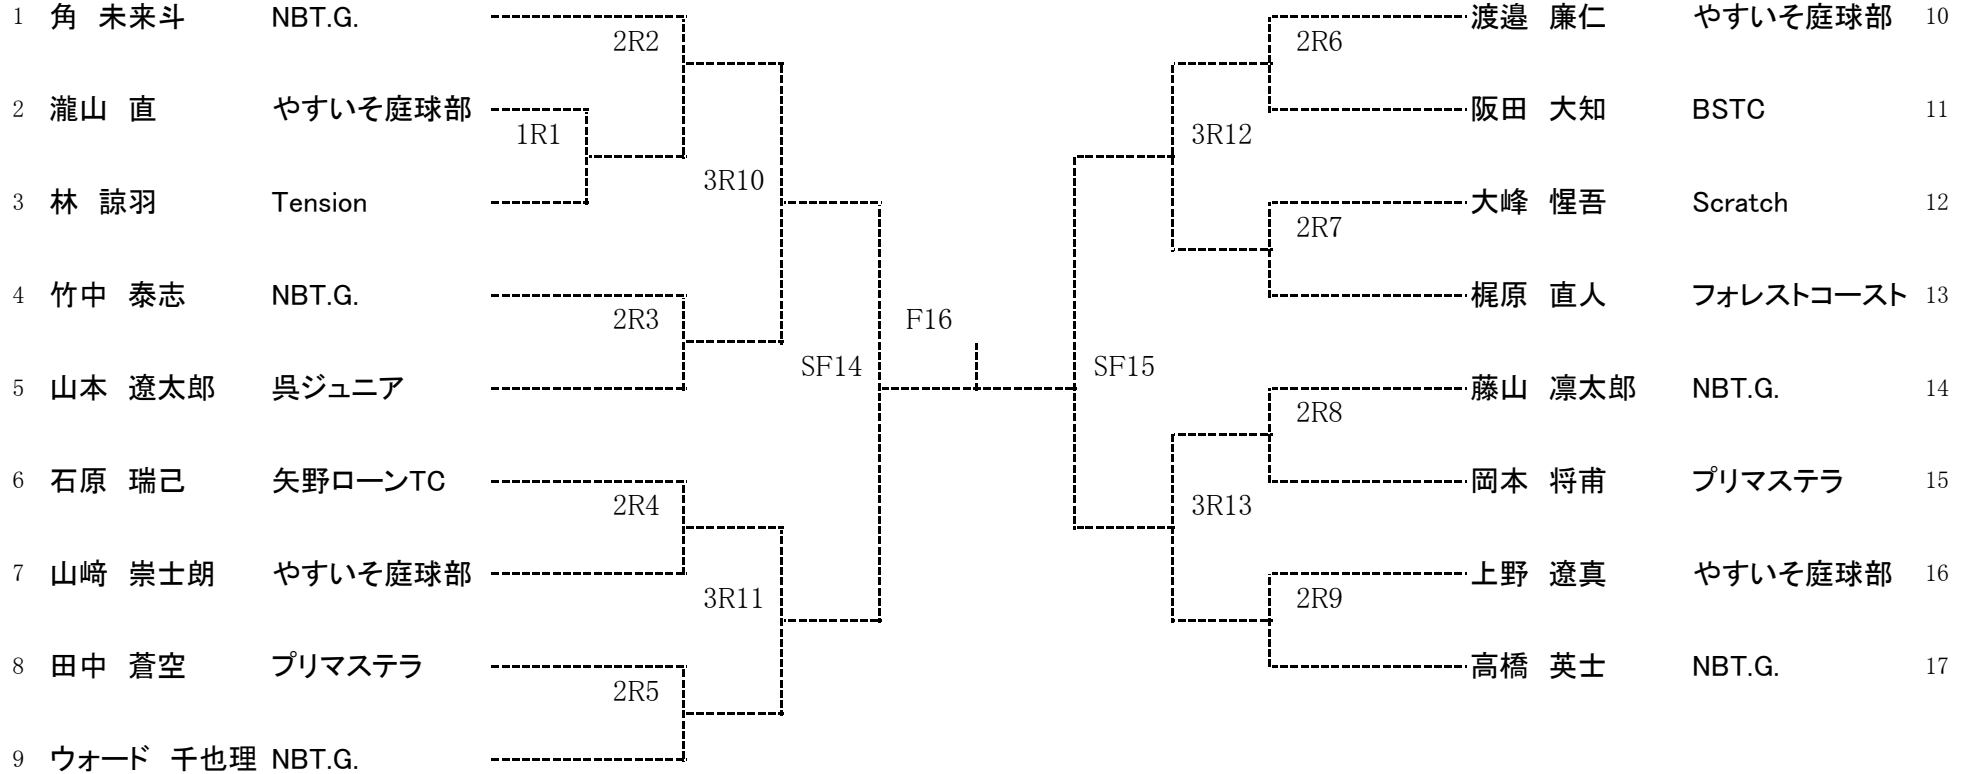 1 角 未来斗 NBT.G. 渡邉 廉仁 やすいそ庭球部 10
2R2 2R6
2 瀧山 直 やすいそ庭球部 阪田 大知 BSTC 11
1R1 3R12
3R10
3 林 諒羽 Tension 大峰 惺吾 Scratch 12
2R7
4 竹中 泰志 NBT.G. 梶原 直人 フォレストコースト 13
2R3 F16
SF14 SF15
5 山本 遼太郎 呉ジュニア 藤山 凛太郎 NBT.G. 14
2R8
6 石原 瑞己 矢野ローンTC 岡本 将甫 プリマステラ 15
2R4 3R13
7 山﨑 崇士朗 やすいそ庭球部 上野 遼真 やすいそ庭球部 16
3R11 2R9
8 田中 蒼空 プリマステラ 高橋 英士 NBT.G. 17
2R5
9 ウォード 千也理 NBT.G.